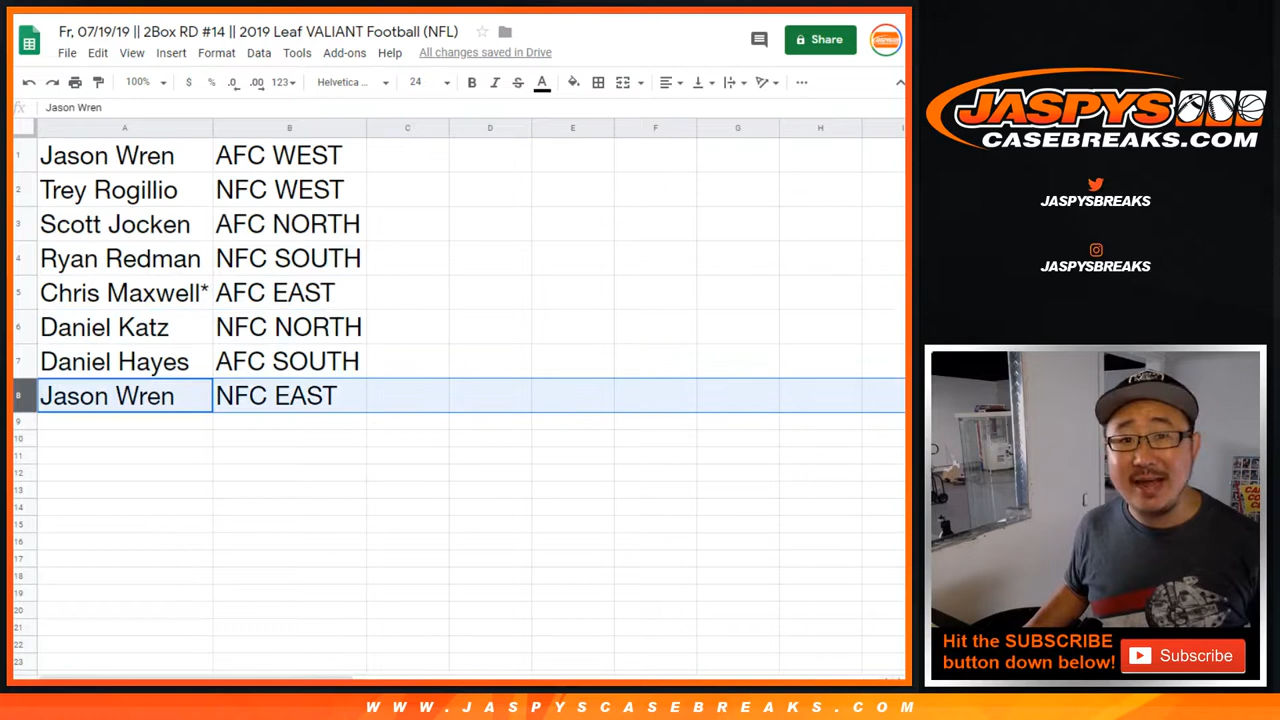 Fr, 07/19/19 || 2Box RD #14 || 2019 Leaf VALIANT Football (NFL)
File Edit View Insert Format Data Tools Add-ons Help All changes saved in Drive
Share
100% $ % .0 .00 123 Helvetica ... 24 B I S A
fx Jason Wren
A B C D E F G H I
1 Jason Wren AFC WEST
2 Trey Rogillio NFC WEST
3 Scott Jocken AFC NORTH
4 Ryan Redman NFC SOUTH
5 Chris Maxwell* AFC EAST
6 Daniel Katz NFC NORTH
7 Daniel Hayes AFC SOUTH
8 Jason Wren NFC EAST
9
10
11
12
13
14
15
16
17
18
19
20
21
22
23
JASPYS
CASEBREAKS.COM
JASPYSBREAKS
JASPYSBREAKS
Hit the SUBSCRIBE
button down below!
Subscribe
WWW.JASPYSCASEBREAKS.COM